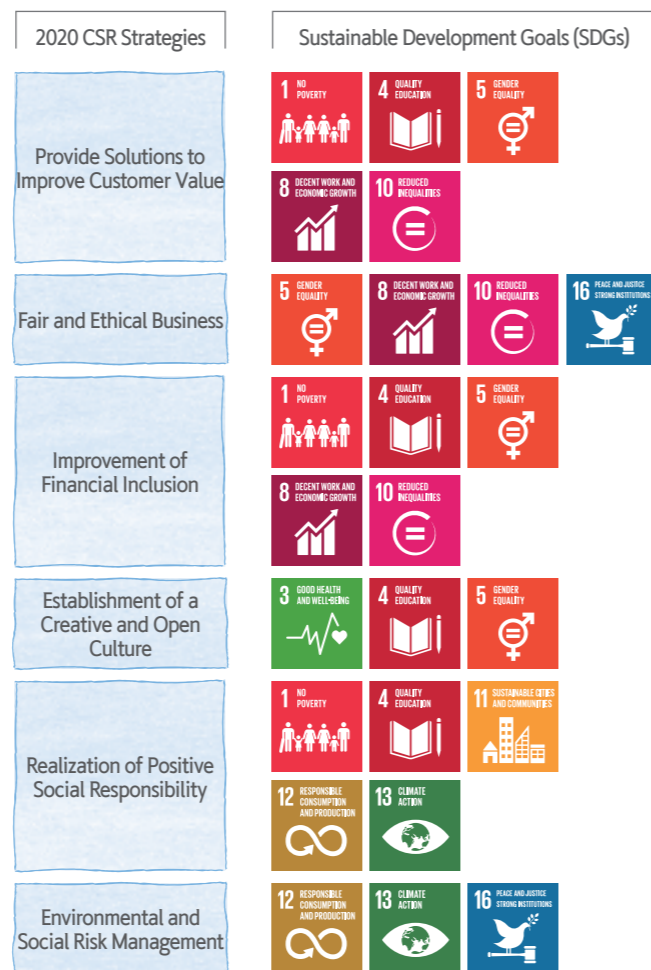 2020 CSR Strategies
Sustainable Development Goals (SDGs)
Provide Solutions to
Improve Customer Value
1 NO
POVERTY
4 QUALITY
EDUCATION
5 GENDER
EQUALITY
8 DECENT WORK AND
ECONOMIC GROWTH
10 REDUCED
INEQUALITIES
Fair and Ethical Business
5 GENDER
EQUALITY
8 DECENT WORK AND
ECONOMIC GROWTH
10 REDUCED
INEQUALITIES
16 PEACE AND JUSTICE
STRONG INSTITUTIONS
Improvement of
Financial Inclusion
1 NO
POVERTY
4 QUALITY
EDUCATION
5 GENDER
EQUALITY
8 DECENT WORK AND
ECONOMIC GROWTH
10 REDUCED
INEQUALITIES
Establishment of a
Creative and Open
Culture
3 GOOD HEALTH
AND WELL-BEING
4 QUALITY
EDUCATION
5 GENDER
EQUALITY
Realization of Positive
Social Responsibility
1 NO
POVERTY
4 QUALITY
EDUCATION
11 SUSTAINABLE CITIES
AND COMMUNITIES
12 RESPONSIBLE
CONSUMPTION
AND PRODUCTION
13 CLIMATE
ACTION
Environmental and
Social Risk Management
12 RESPONSIBLE
CONSUMPTION
AND PRODUCTION
13 CLIMATE
ACTION
16 PEACE AND JUSTICE
STRONG INSTITUTIONS